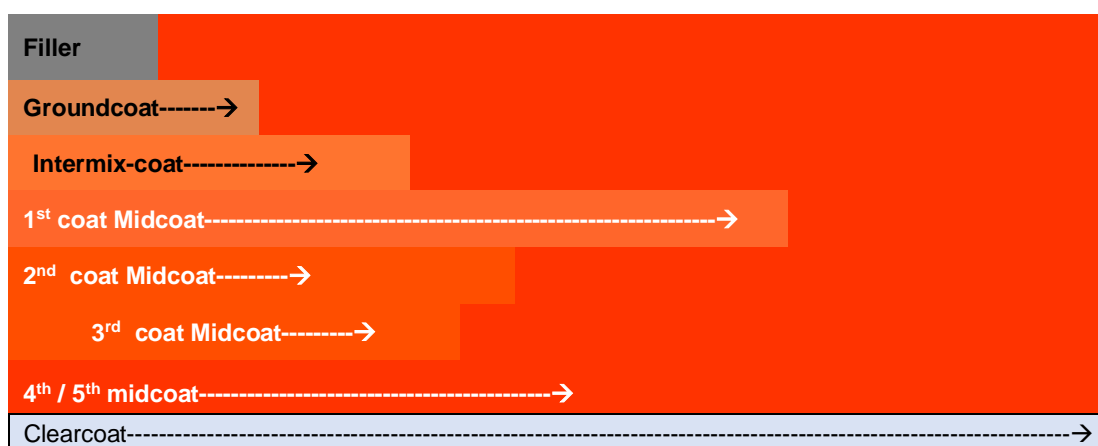 Filler
Groundcoat-------→
Intermix-coat--------------→
1st coat Midcoat----------------------------------------------------------------→
2nd coat Midcoat---------→
3rd coat Midcoat---------→
4th / 5th midcoat--------------------------------------------→
Clearcoat----------------------------------------------------------------------------------------------------------------------→